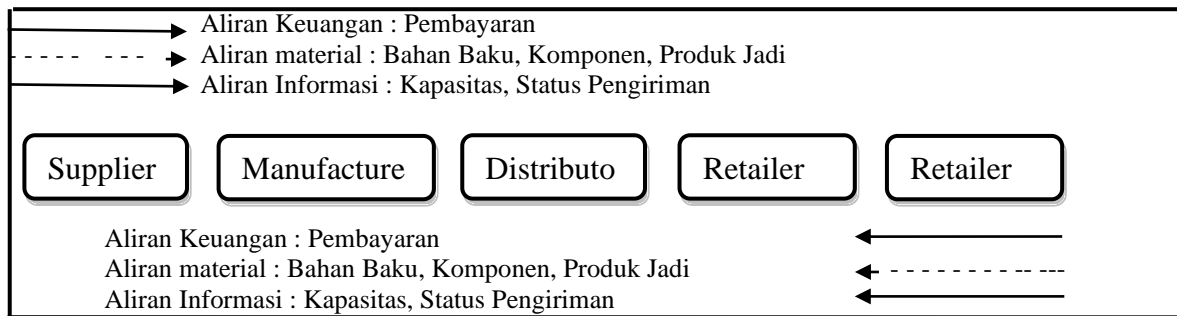 Aliran Keuangan : Pembayaran
Aliran material : Bahan Baku, Komponen, Produk Jadi
Aliran Informasi : Kapasitas, Status Pengiriman
Supplier Manufacture Distributo Retailer Retailer
Aliran Keuangan : Pembayaran
Aliran material : Bahan Baku, Komponen, Produk Jadi
Aliran Informasi : Kapasitas, Status Pengiriman